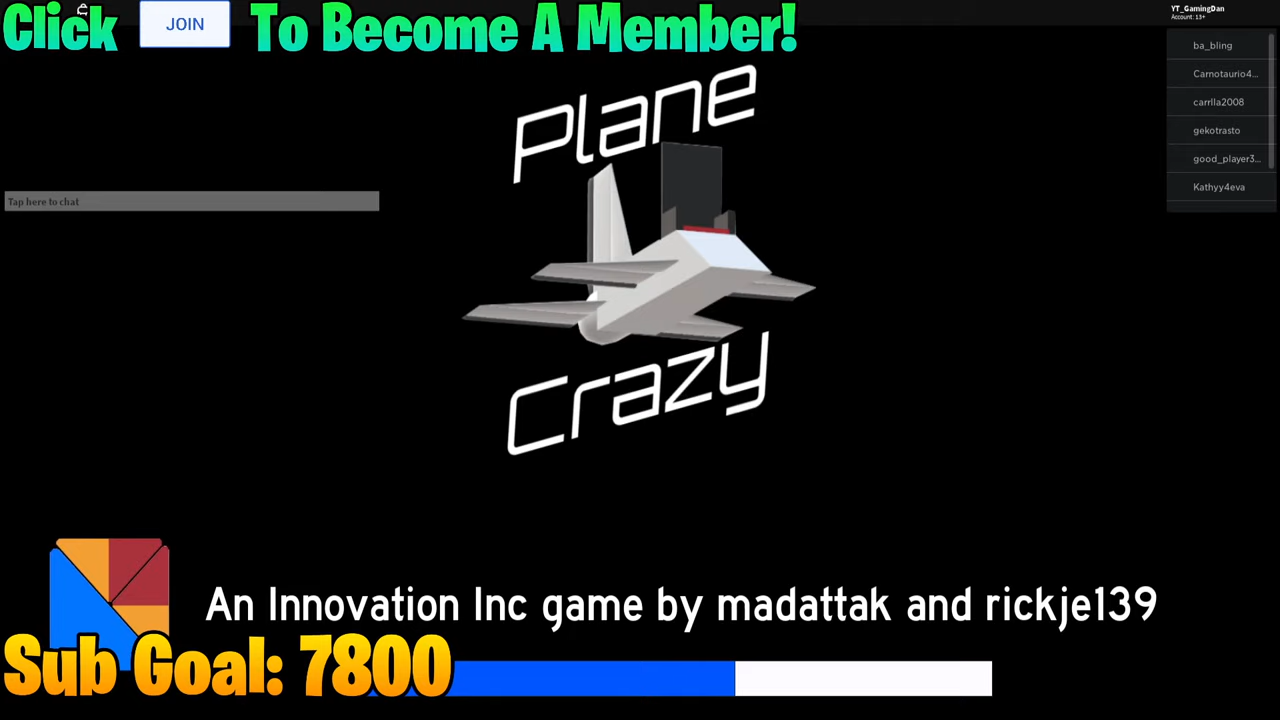 Click JOIN To Become A Member!
YT_GamingDan
Account: 13+
ba_bling
Carnotaurio4...
carrlla2008
gekotrasto
good_player3...
Kathyy4eva
Tap here to chat
Plane
Crazy
An Innovation Inc game by madattak and rickje139
Sub Goal: 7800